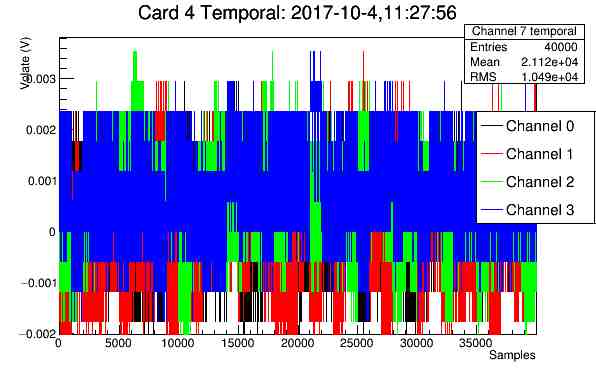 Card 4 Temporal: 2017-10-4,11:27:56
Volate (V)
Channel 7 temporal
Entries 40000
Mean 2.112e+04
RMS 1.049e+04
Channel 0
Channel 1
Channel 2
Channel 3
0.003
0.002
0.001
0
−0.001
−0.002
0 5000 10000 15000 20000 25000 30000 35000
Samples